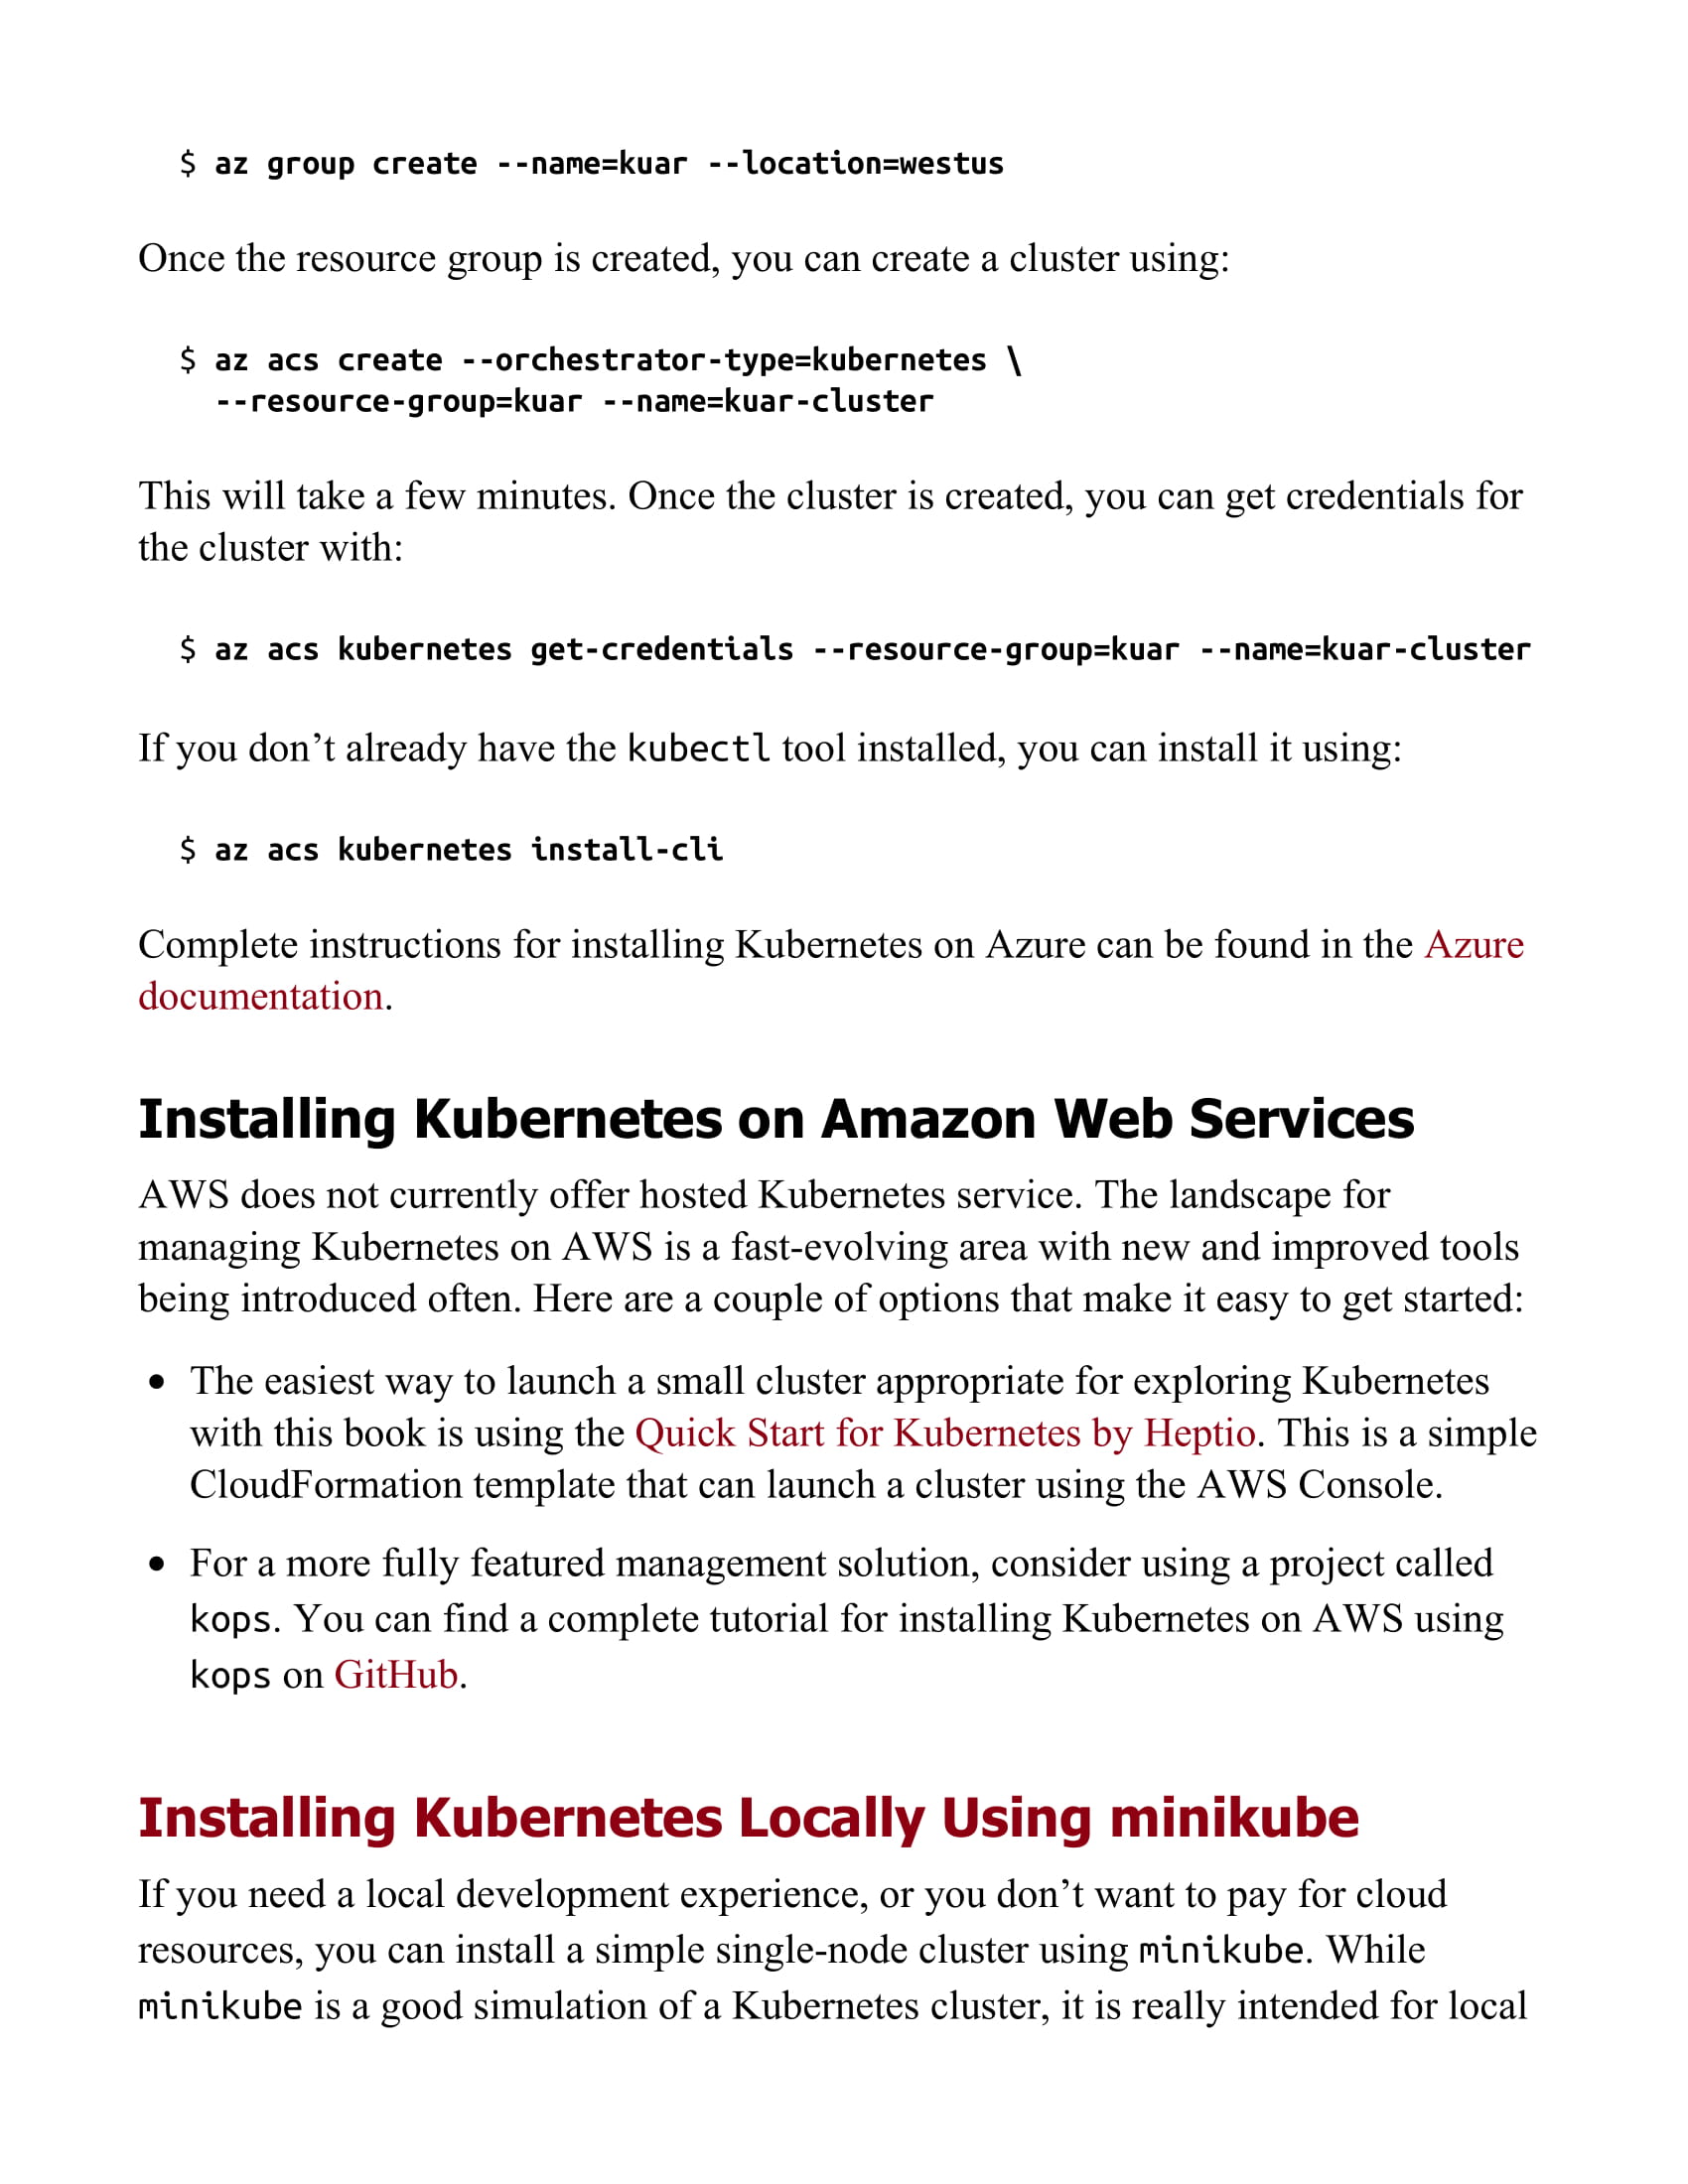 $ az group create --name=kuar --location=westus
Once the resource group is created, you can create a cluster using:
$ az acs create --orchestrator-type=kubernetes \
--resource-group=kuar --name=kuar-cluster
This will take a few minutes. Once the cluster is created, you can get credentials for
the cluster with:
$ az acs kubernetes get-credentials --resource-group=kuar --name=kuar-cluster
If you don’t already have the kubectl tool installed, you can install it using:
$ az acs kubernetes install-cli
Complete instructions for installing Kubernetes on Azure can be found in the Azure
documentation.
Installing Kubernetes on Amazon Web Services
AWS does not currently offer hosted Kubernetes service. The landscape for
managing Kubernetes on AWS is a fast-evolving area with new and improved tools
being introduced often. Here are a couple of options that make it easy to get started:
• The easiest way to launch a small cluster appropriate for exploring Kubernetes
with this book is using the Quick Start for Kubernetes by Heptio. This is a simple
CloudFormation template that can launch a cluster using the AWS Console.
• For a more fully featured management solution, consider using a project called
kops. You can find a complete tutorial for installing Kubernetes on AWS using
kops on GitHub.
Installing Kubernetes Locally Using minikube
If you need a local development experience, or you don’t want to pay for cloud
resources, you can install a simple single-node cluster using minikube. While
minikube is a good simulation of a Kubernetes cluster, it is really intended for local